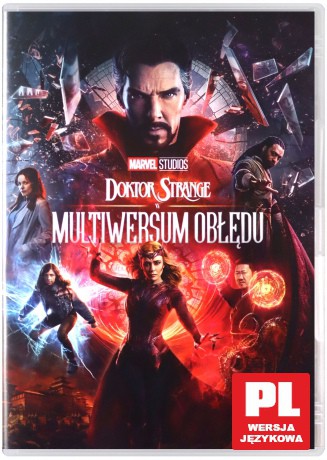 MARVEL STUDIOS
DOKTOR STRANGE
W
MULTIWERSUM OBŁĘDU
PL
WERSJA
JĘZYKOWA